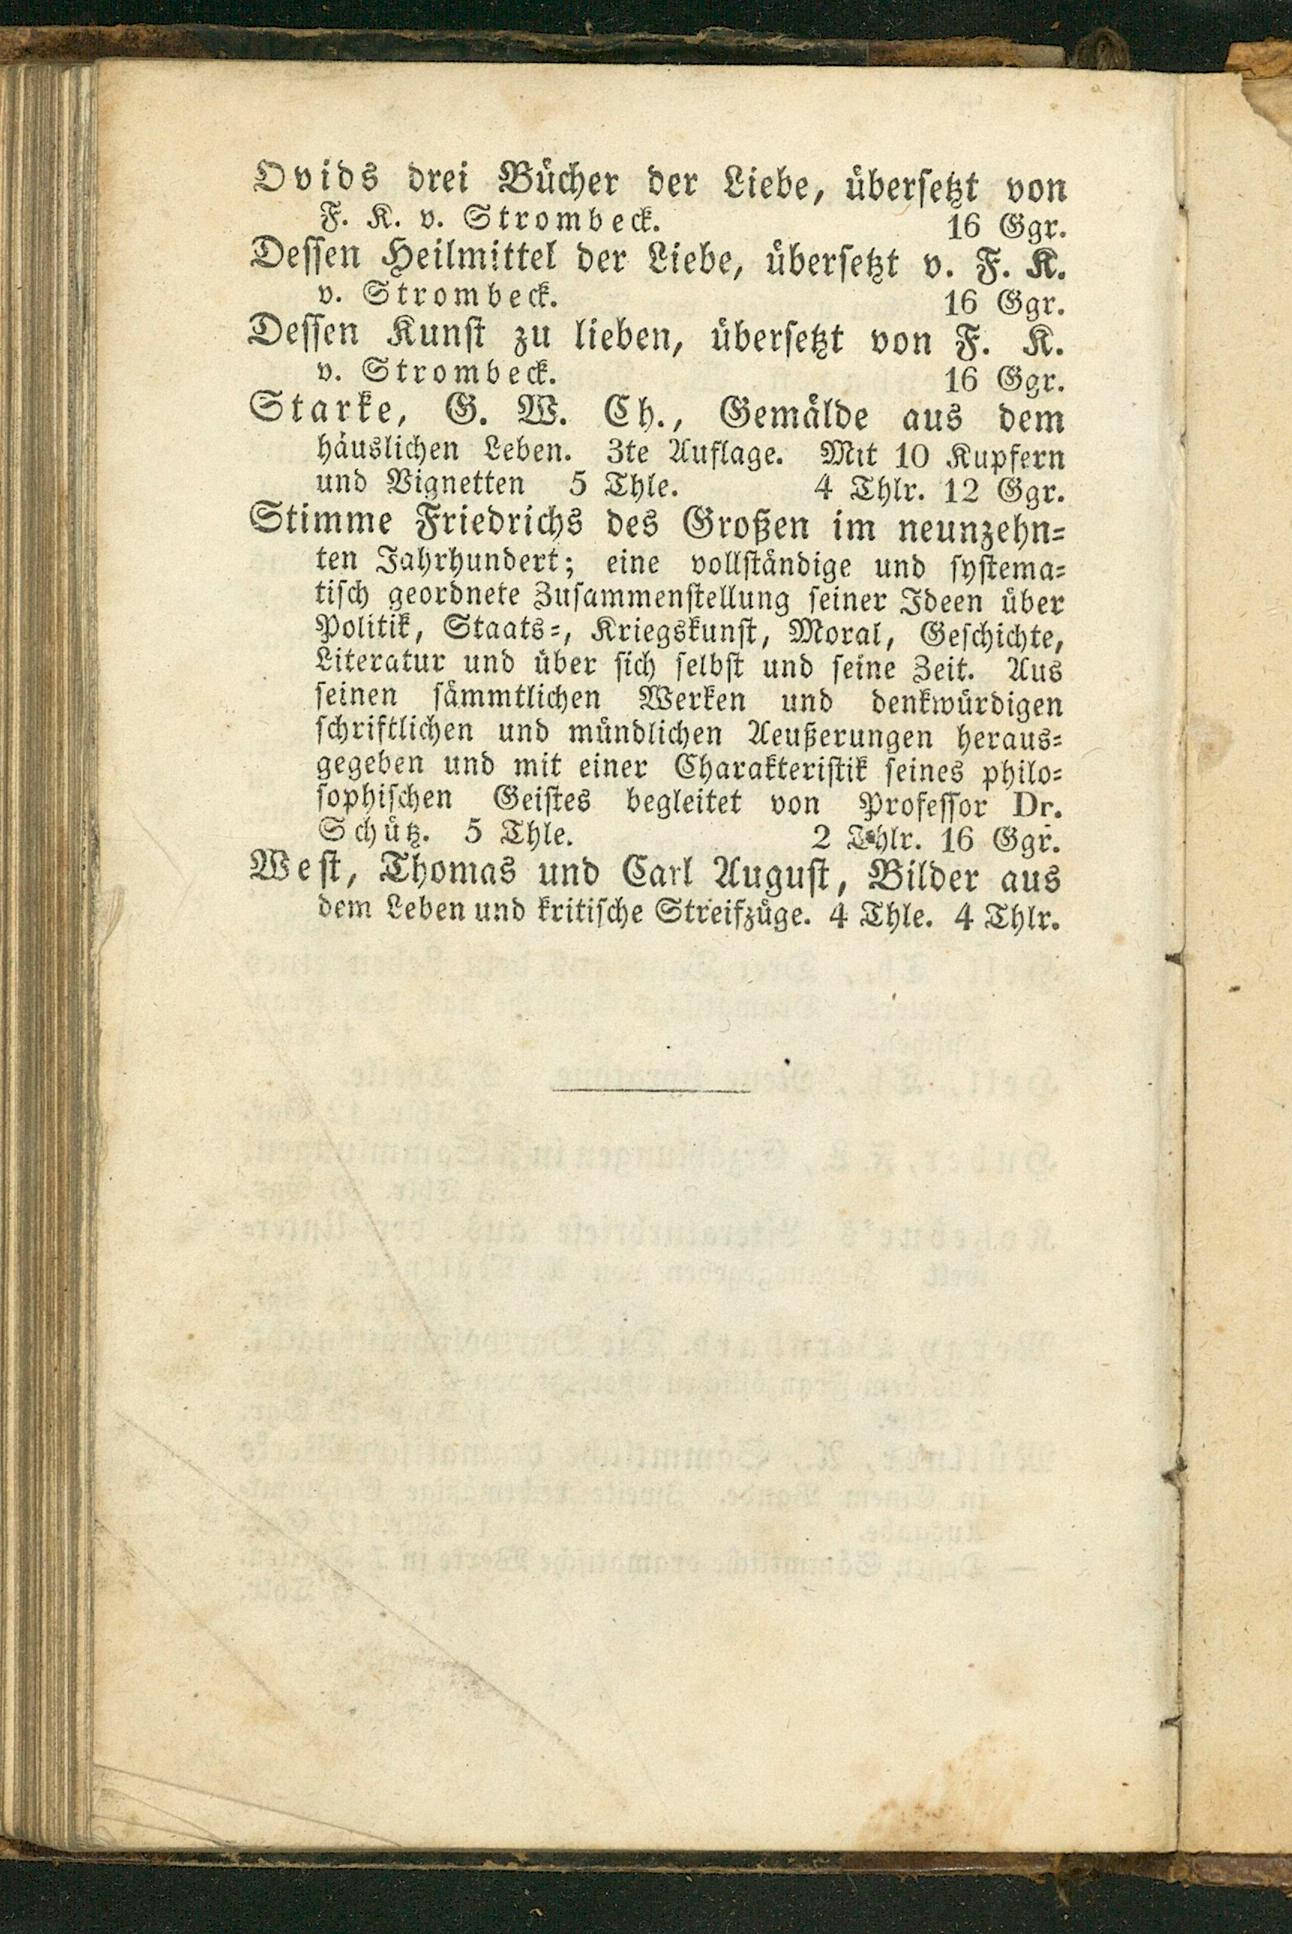 Ovids drei Bücher der Liebe, übersetzt von
F. K. v. Strombeck. 16 Ggr.
Dessen Heilmittel der Liebe, übersetzt v. F. K.
v. Strombeck. 16 Ggr.
Dessen Kunst zu lieben, übersetzt von F. K.
v. Strombeck. 16 Ggr.
Starke, G. W. Ch., Gemälde aus dem
häuslichen Leben. 3te Auflage. Mit 10 Kupfern
und Vignetten 5 Thle. 4 Thlr. 12 Ggr.
Stimme Friedrichs des Großen im neunzehn-
ten Jahrhundert; eine vollständige und systema-
tisch geordnete Zusammenstellung seiner Ideen über
Politik, Staats-, Kriegskunst, Moral, Geschichte,
Literatur und über sich selbst und seine Zeit. Aus
seinen sämmtlichen Werken und denkwürdigen
schriftlichen und mündlichen Aeußerungen heraus-
gegeben und mit einer Charakteristik seines philo-
sophischen Geistes begleitet von Professor Dr.
Schütz. 5 Thle. 2 Thlr. 16 Ggr.
West, Thomas und Carl August, Bilder aus
dem Leben und kritische Streifzüge. 4 Thle. 4 Thlr.